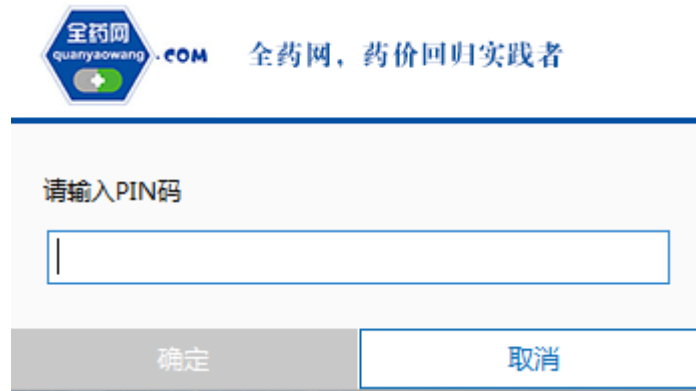 全药网
quanyaowang
.COM
全药网，药价回归实践者
请输入PIN码
确定
取消